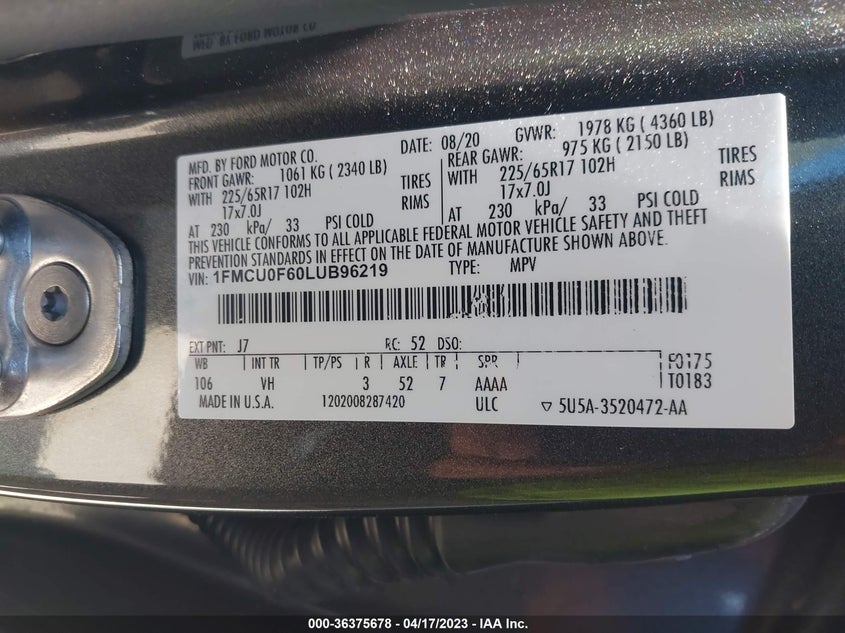 MFD. BY FORD MOTOR CO.
MFD. BY FORD MOTOR CO. DATE: 08/20 GVWR: 1978 KG ( 4360 LB)
FRONT GAWR: 1061 KG ( 2340 LB) REAR GAWR: 975 KG ( 2150 LB)
WITH 225/65R17 102H TIRES WITH 225/65R17 102H TIRES
17x7.0J RIMS 17x7.0J RIMS
AT 230 kPa/ 33 PSI COLD AT 230 kPa/ 33 PSI COLD
THIS VEHICLE CONFORMS TO ALL APPLICABLE FEDERAL MOTOR VEHICLE SAFETY AND THEFT
PREVENTION STANDARDS IN EFFECT ON THE DATE OF MANUFACTURE SHOWN ABOVE.
VIN: 1FMCU0F60LUB96219 TYPE: MPV
EXT PNT: J7 RC: 52 DSO:
WB INT TR TP/PS R AXLE TR SPR F0175
106 VH 3 52 7 AAAA T0183
MADE IN U.S.A. 1202008287420 ULC ▽ 5U5A-3520472-AA
000-36375678 - 04/17/2023 - IAA Inc.